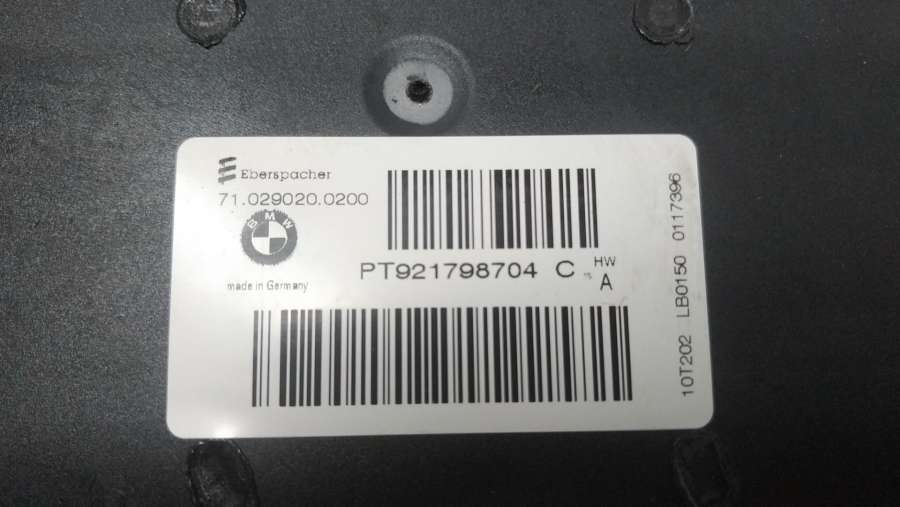 Eberspacher
71.029020.0200
BMW
made in Germany
PT921798704 C
HW
A
10T202 LB0150 0117396